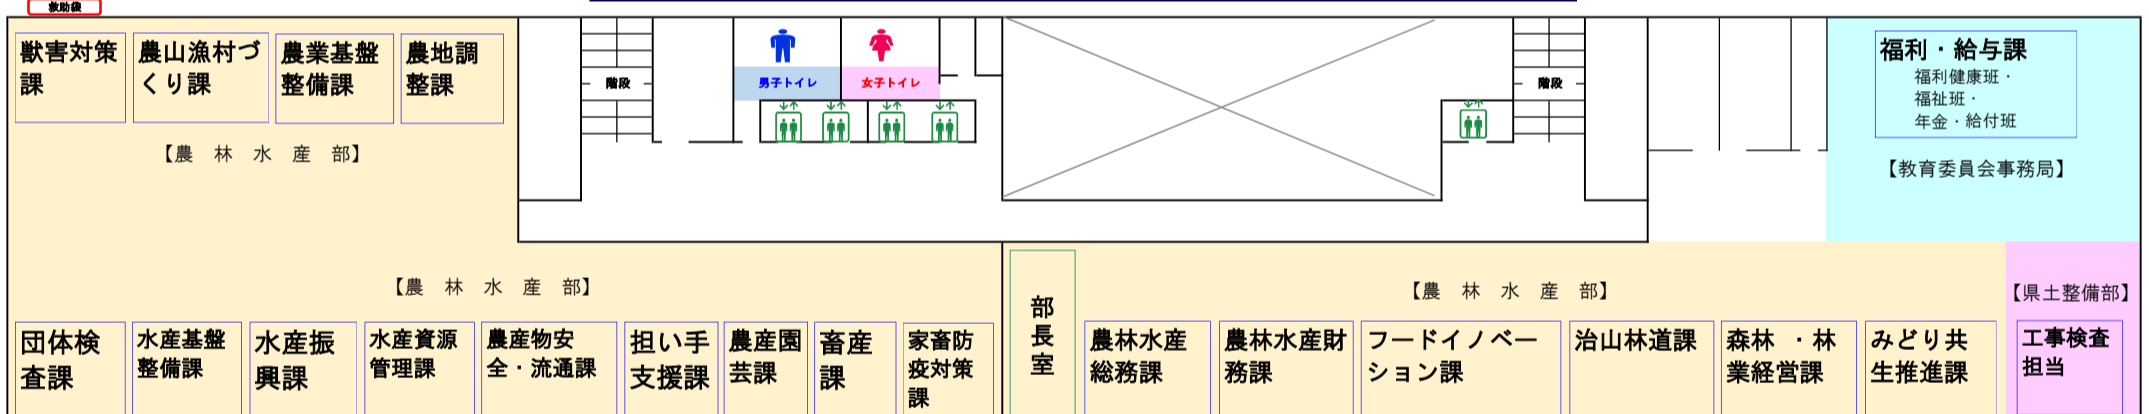 救助袋
獣害対策
課
農山漁村づ
くり課
農業基盤
整備課
農地調
整課
【農　林　水　産　部】
階段
男子トイレ
女子トイレ
階段
福利・給与課
福利健康班・
福祉班・
年金・給付班
【教育委員会事務局】
【農　林　水　産　部】
団体検
査課
水産基盤
整備課
水産振
興課
水産資源
管理課
農産物安
全・流通課
担い手
支援課
農産園
芸課
畜産
課
家畜防
疫対策
課
部
長
室
【農　林　水　産　部】
農林水産
総務課
農林水産財
務課
フードイノベー
ション課
治山林道課
森林　・林
業経営課
みどり共
生推進課
【県土整備部】
工事検査
担当